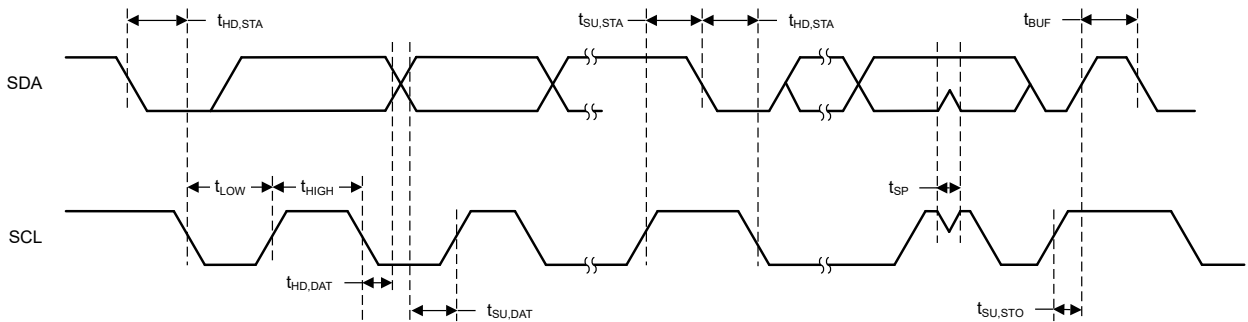 tHD,STA
tSU,STA
tHD,STA
tBUF
SDA
tLOW
tHIGH
tSP
SCL
tHD,DAT
tSU,DAT
tSU,STO